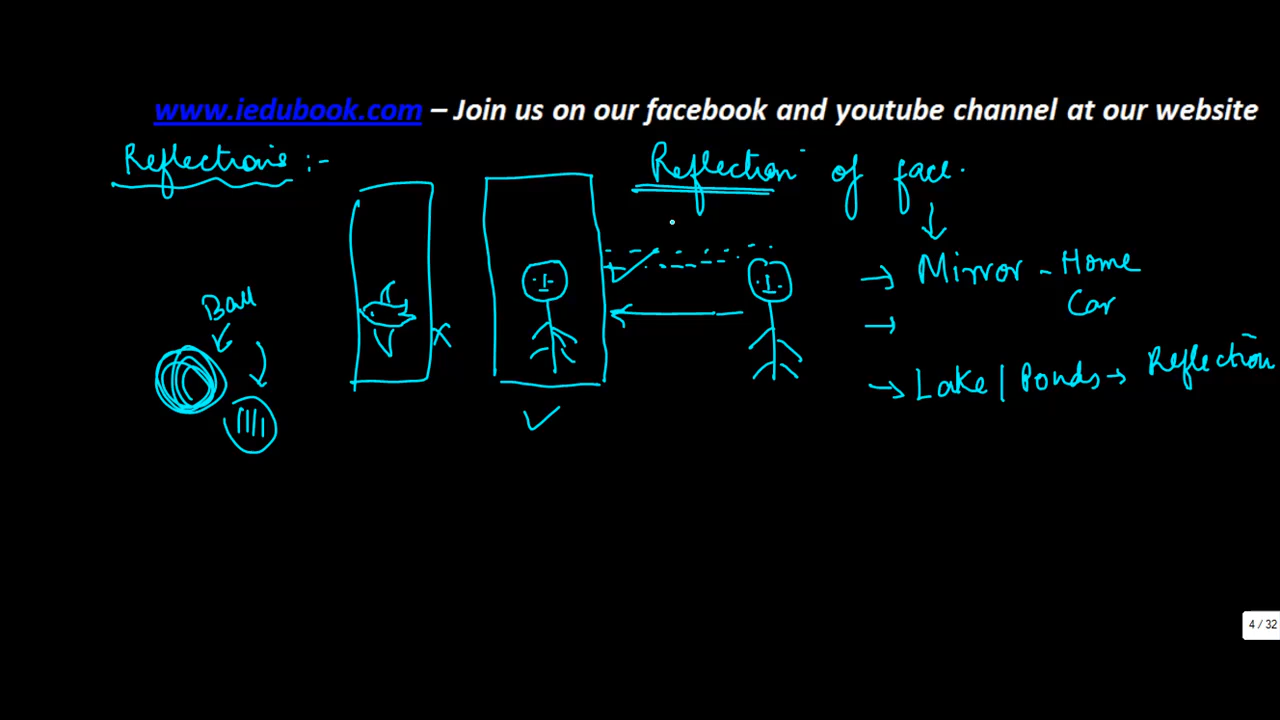 www.iedubook.com – Join us on our facebook and youtube channel at our website
Reflections :-
Reflection of face.
Mirror - Home
Car
Ball
Lake | Ponds → Reflection
4 / 32